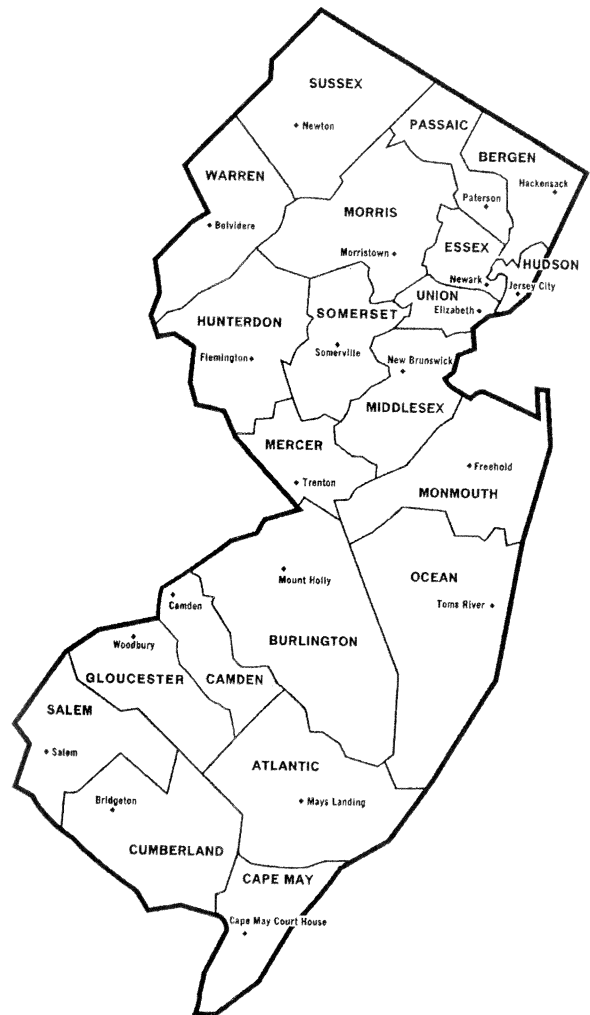 SUSSEX
Newton
PASSAIC
BERGEN
Hackensack
WARREN
Paterson
MORRIS
Belvidere
ESSEX
Morristown
HUDSON
Newark
Jersey City
UNION
Elizabeth
SOMERSET
HUNTERDON
Somerville
New Brunswick
Flemington
MIDDLESEX
MERCER
Freehold
Trenton
MONMOUTH
OCEAN
Mount Holly
Toms River
Camden
BURLINGTON
Woodbury
GLOUCESTER
CAMDEN
SALEM
Salem
ATLANTIC
Bridgeton
Mays Landing
CUMBERLAND
CAPE MAY
Cape May Court House